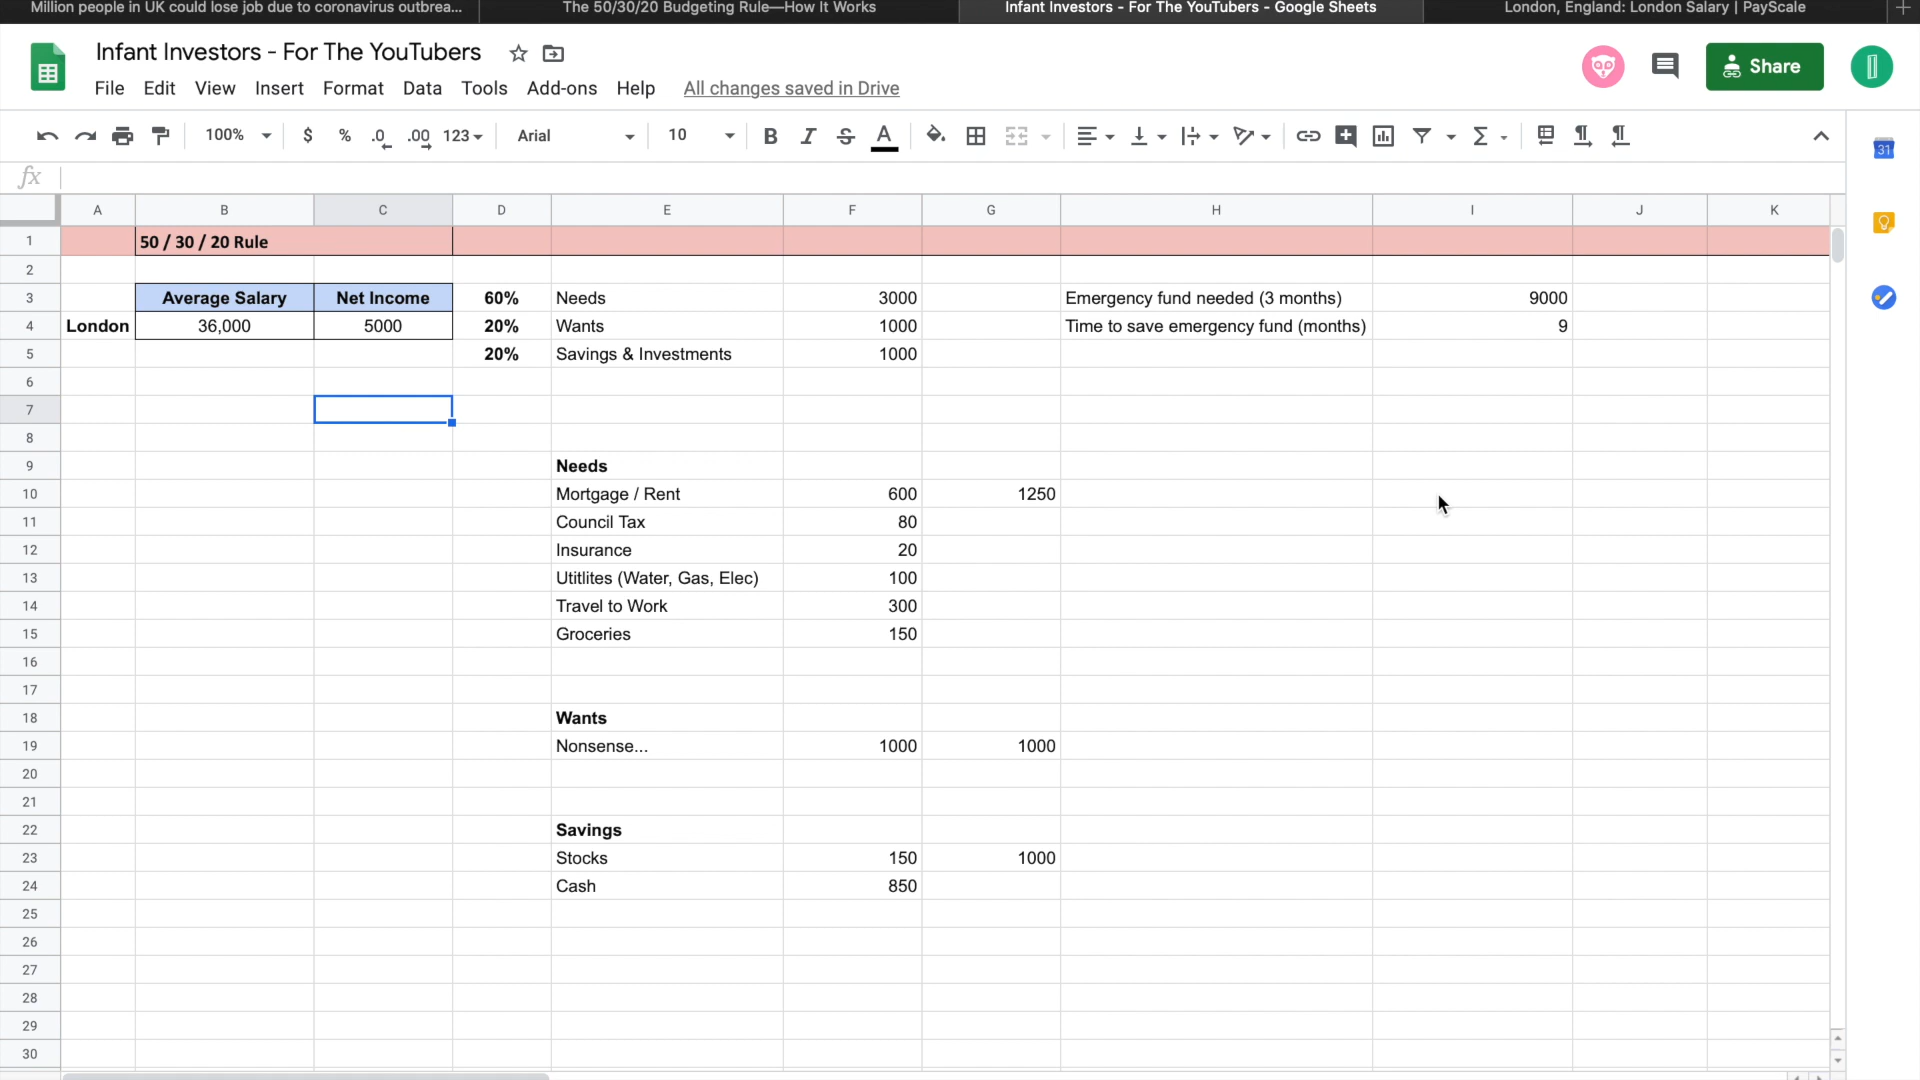 Million people in UK could lose job due to coronavirus outbrea...
The 50/30/20 Budgeting Rule—How It Works
Infant Investors - For The YouTubers - Google Sheets
London, England: London Salary | PayScale
Infant Investors - For The YouTubers
Share
File Edit View Insert Format Data Tools Add-ons Help All changes saved in Drive
100% $ % .0 .00 123 Arial 10 B I S A
31
fx
A B C D E F G H I J K
1 50 / 30 / 20 Rule
2
3 Average Salary Net Income 60% Needs 3000 Emergency fund needed (3 months) 9000
4 London 36,000 5000 20% Wants 1000 Time to save emergency fund (months) 9
5 20% Savings & Investments 1000
6
7
8
9 Needs
10 Mortgage / Rent 600 1250
11 Council Tax 80
12 Insurance 20
13 Utitlites (Water, Gas, Elec) 100
14 Travel to Work 300
15 Groceries 150
16
17
18 Wants
19 Nonsense... 1000 1000
20
21
22 Savings
23 Stocks 150 1000
24 Cash 850
25
26
27
28
29
30